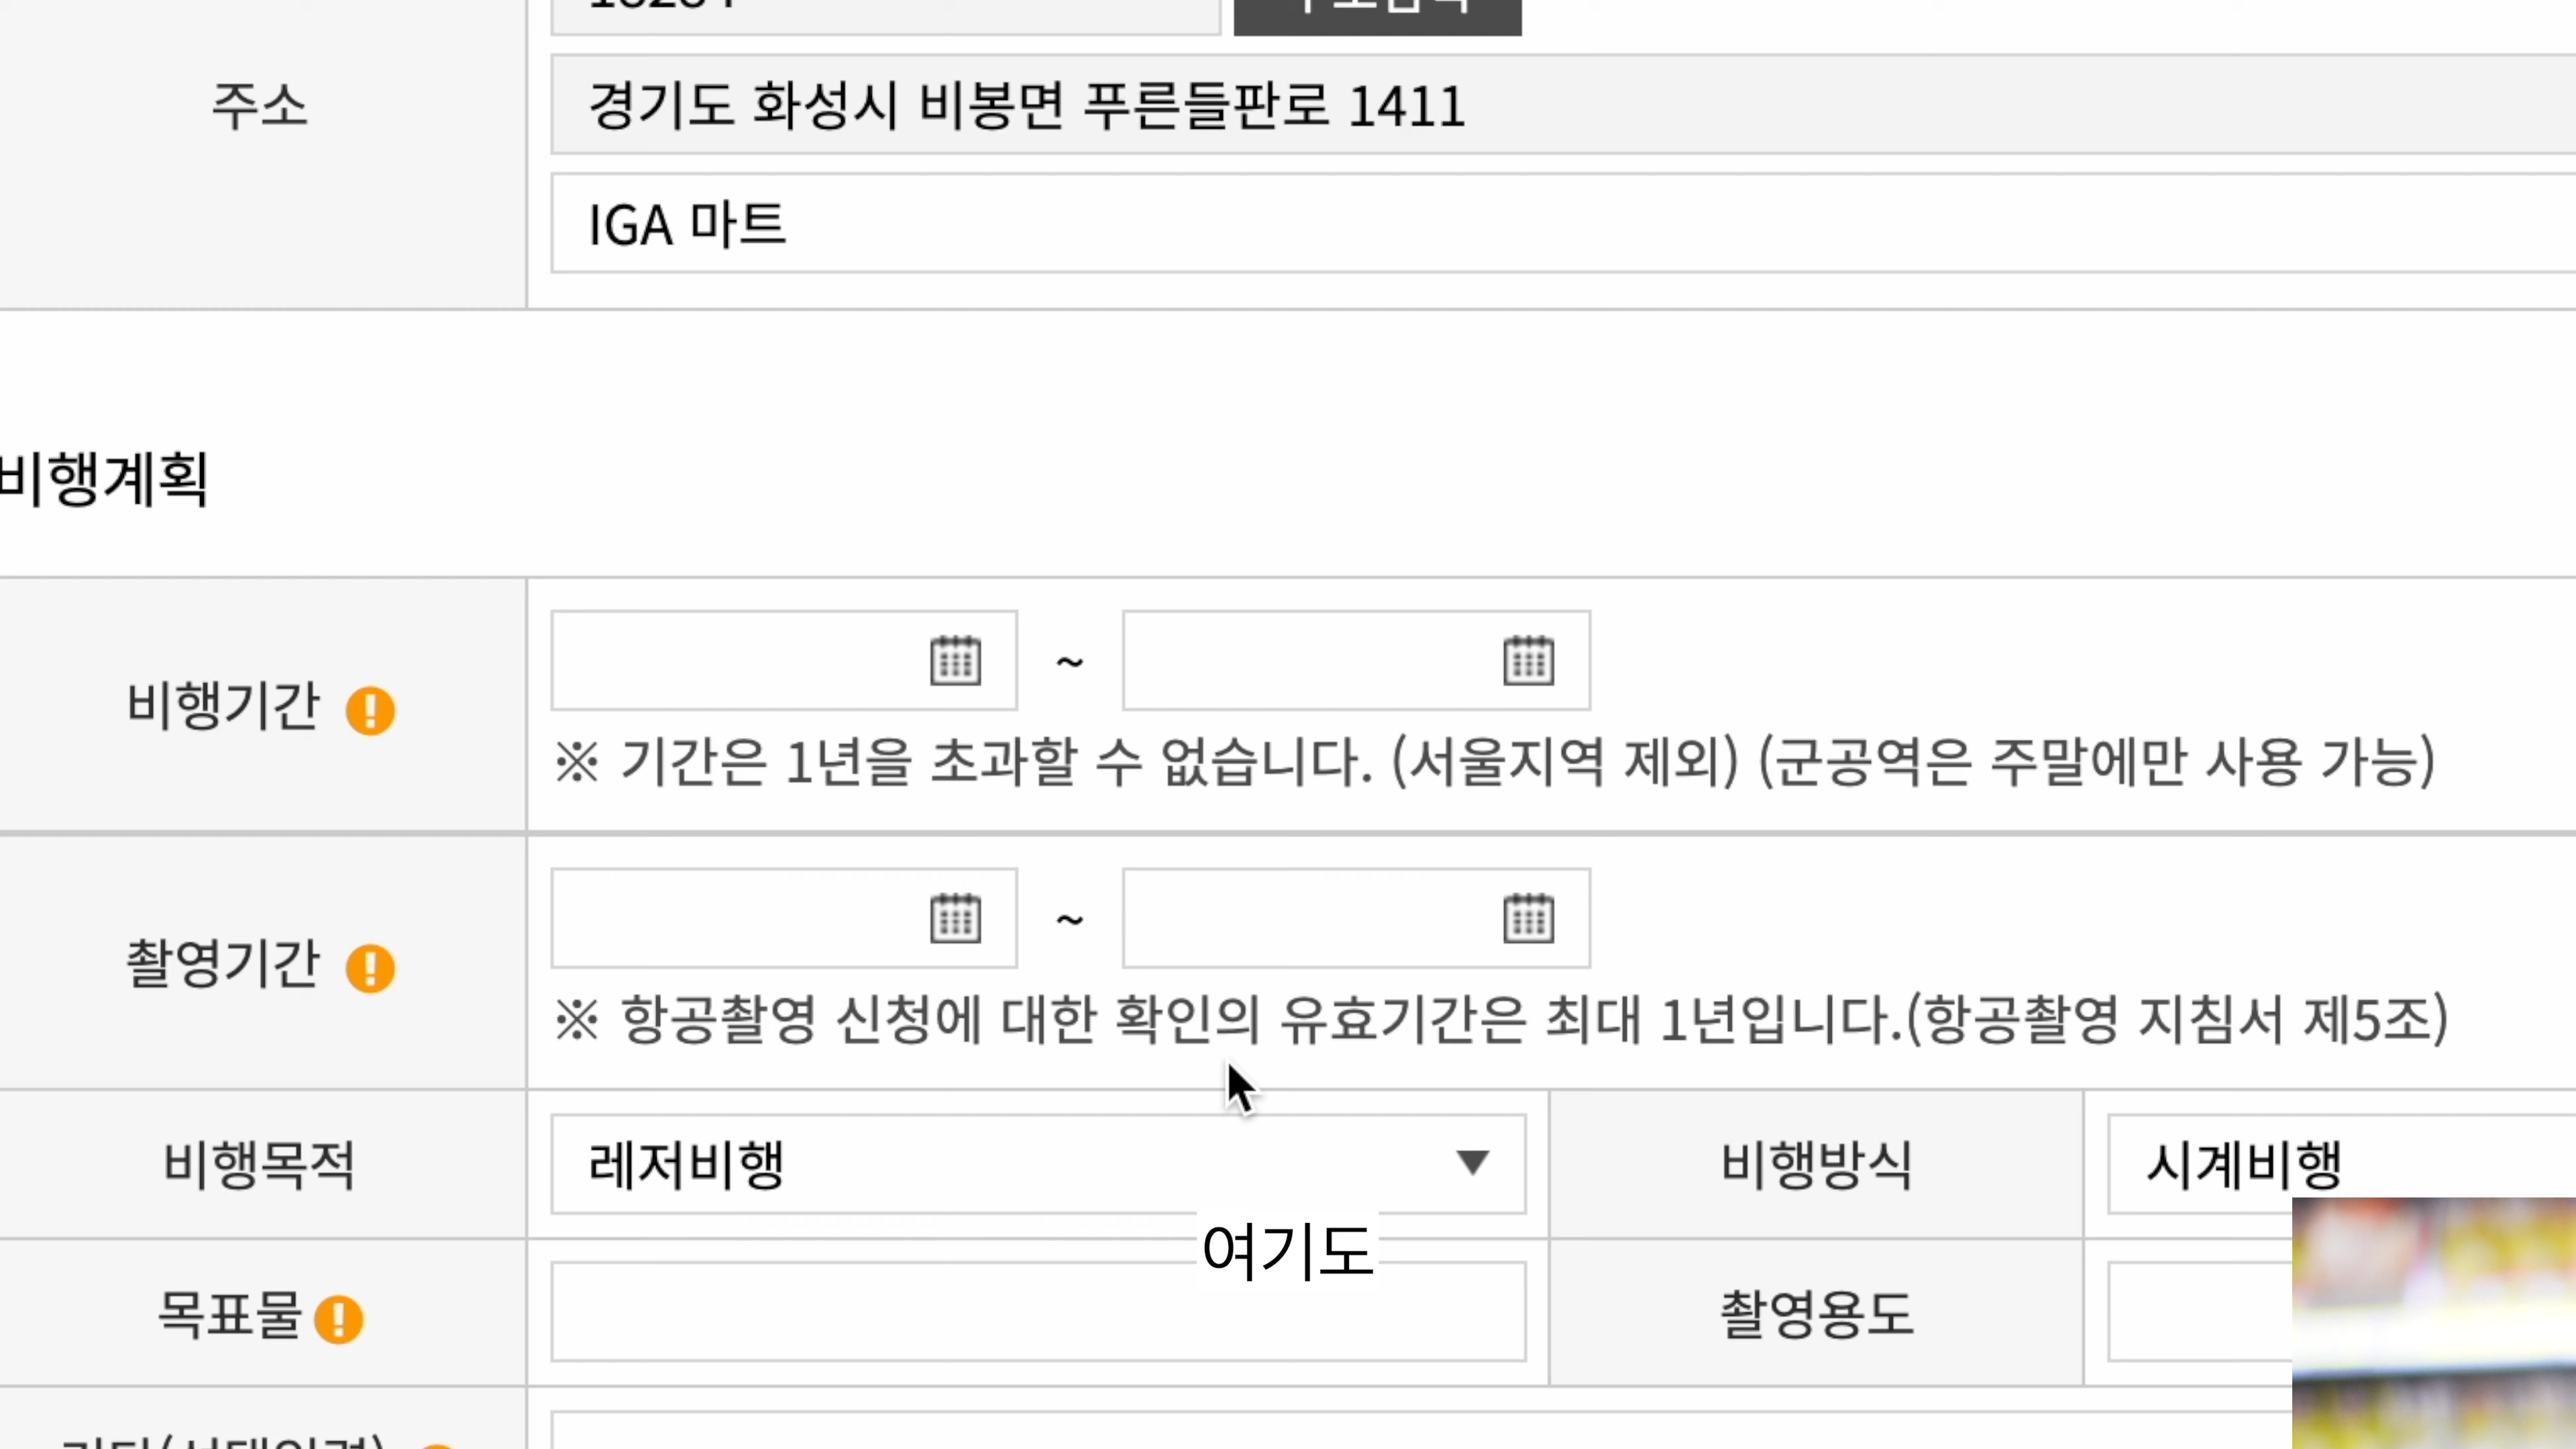 주소
경기도 화성시 비봉면 푸른들판로 1411
IGA 마트
비행계획
비행기간
~
※ 기간은 1년을 초과할 수 없습니다. (서울지역 제외) (군공역은 주말에만 사용 가능)
촬영기간
~
※ 항공촬영 신청에 대한 확인의 유효기간은 최대 1년입니다.(항공촬영 지침서 제5조)
비행목적
레저비행
비행방식
시계비행
여기도
목표물
촬영용도